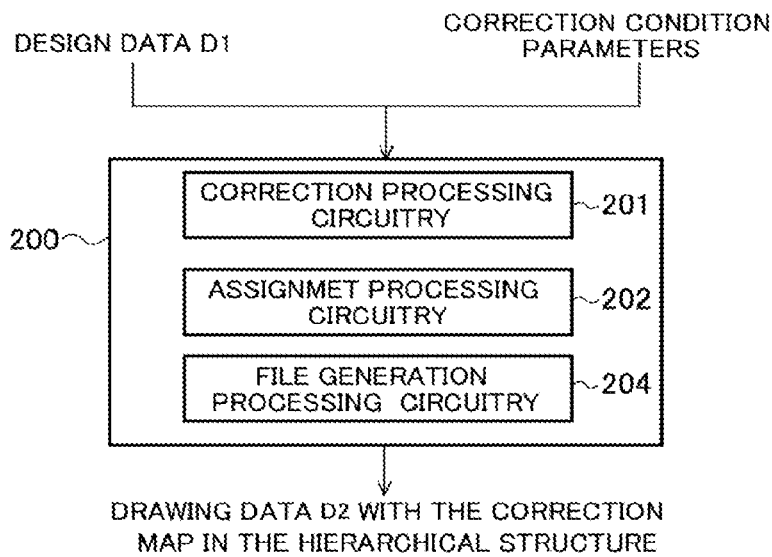 DESIGN DATA D1
CORRECTION CONDITION
PARAMETERS
200
CORRECTION PROCESSING
CIRCUITRY
201
ASSIGNMET PROCESSING
CIRCUITRY
202
FILE GENERATION
PROCESSING CIRCUITRY
204
DRAWING DATA D2 WITH THE CORRECTION
MAP IN THE HIERARCHICAL STRUCTURE